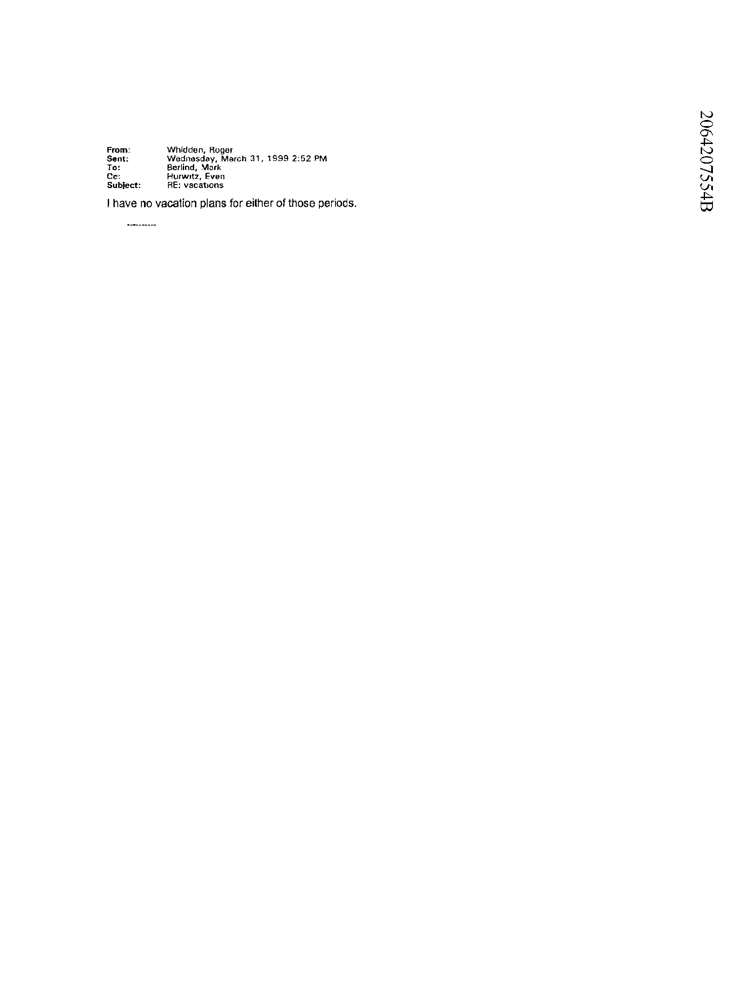 From: Whidden, Roger
Sent: Wednesday, March 31, 1999 2:52 PM
To: Berlind, Mark
Cc: Hurwitz, Even
Subject: RE: vacations
I have no vacation plans for either of those periods.
----------
2064207554B